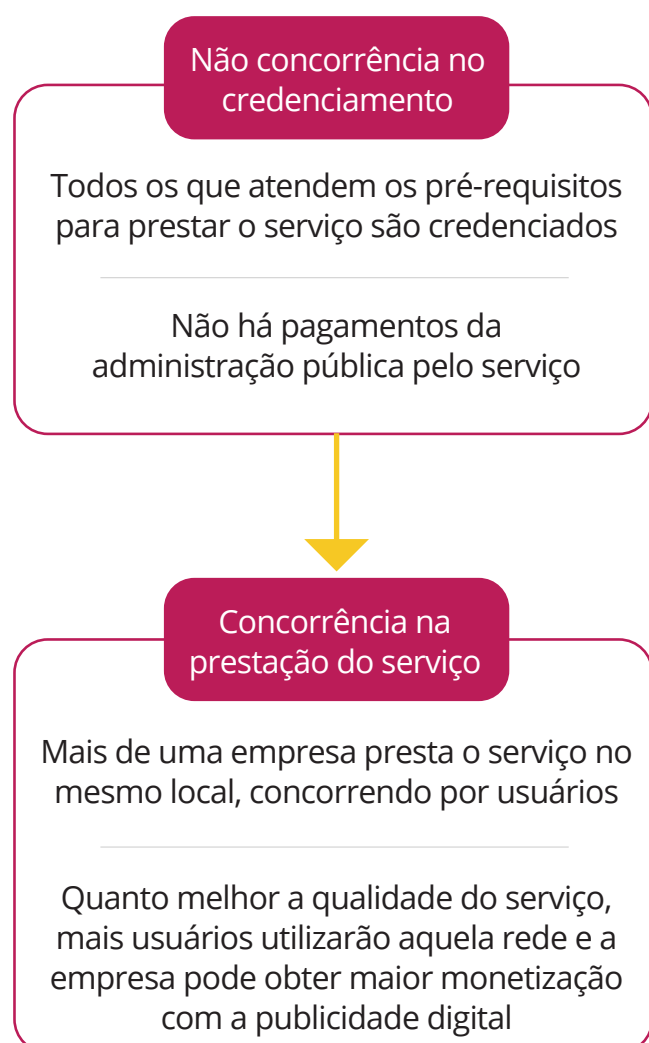 Não concorrência no
credenciamento
Todos os que atendem os pré-requisitos
para prestar o serviço são credenciados
Não há pagamentos da
administração pública pelo serviço
Concorrência na
prestação do serviço
Mais de uma empresa presta o serviço no
mesmo local, concorrendo por usuários
Quanto melhor a qualidade do serviço,
mais usuários utilizarão aquela rede e a
empresa pode obter maior monetização
com a publicidade digital